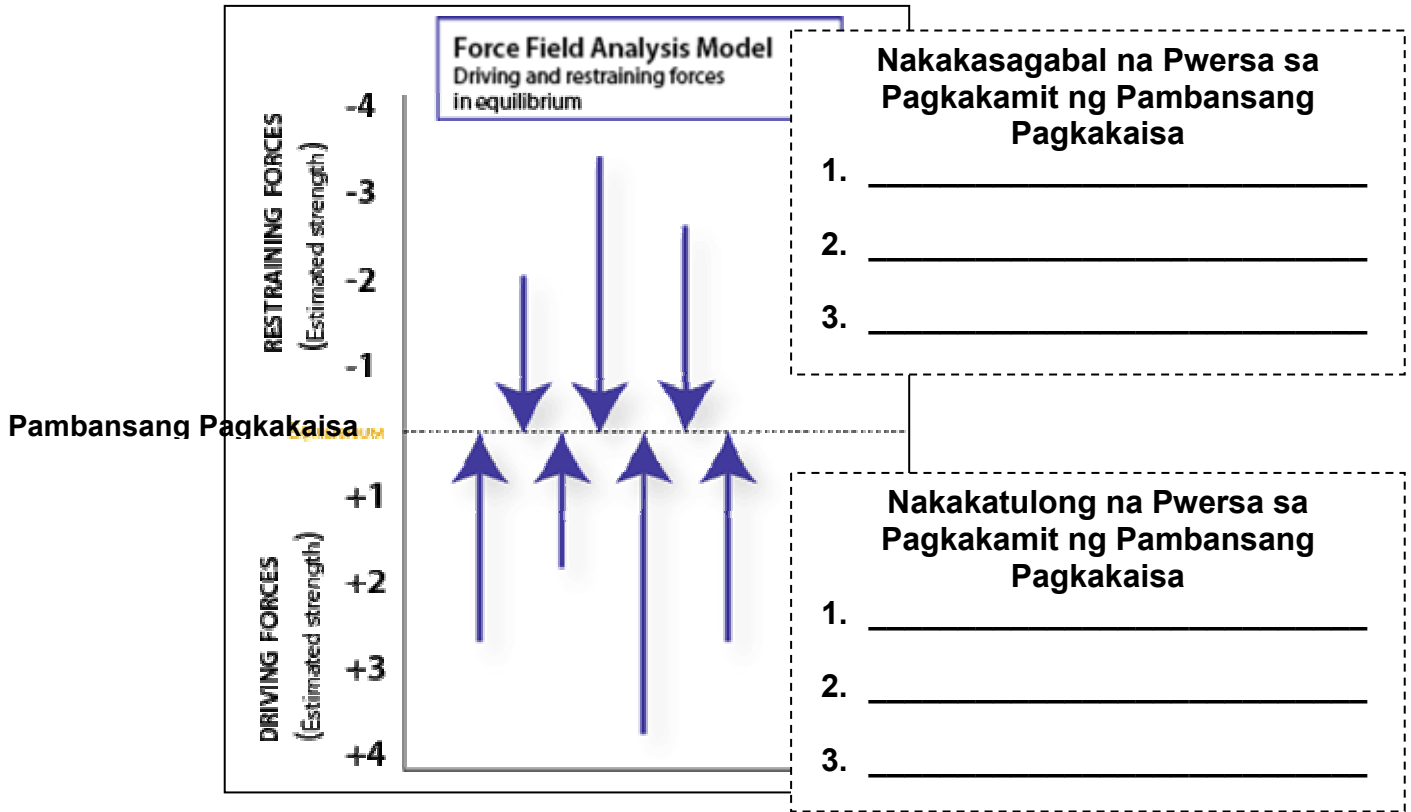 Force Field Analysis Model
Driving and restraining forces
in equilibrium
RESTRAINING FORCES
(Estimated strength)
-4
-3
-2
-1
Pambansang Pagkakaisa
+1
+2
+3
+4
DRIVING FORCES
(Estimated strength)
Nakakasagabal na Pwersa sa
Pagkakamit ng Pambansang
Pagkakaisa
1.
2.
3.
Nakakatulong na Pwersa sa
Pagkakamit ng Pambansang
Pagkakaisa
1.
2.
3.